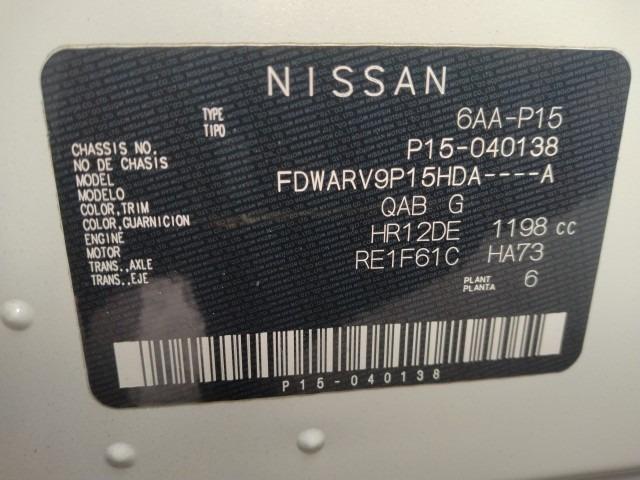 NISSAN
TYPE
TIPO 6AA-P15
CHASSIS NO.
NO DE CHASIS P15-040138
MODEL
MODELO FDWARV9P15HDA----A
COLOR,TRIM
COLOR,GUARNICION QAB G
ENGINE
MOTOR HR12DE 1198 cc
TRANS.,AXLE
TRANS.,EJE RE1F61C HA73
PLANT
PLANTA 6
P15-040138